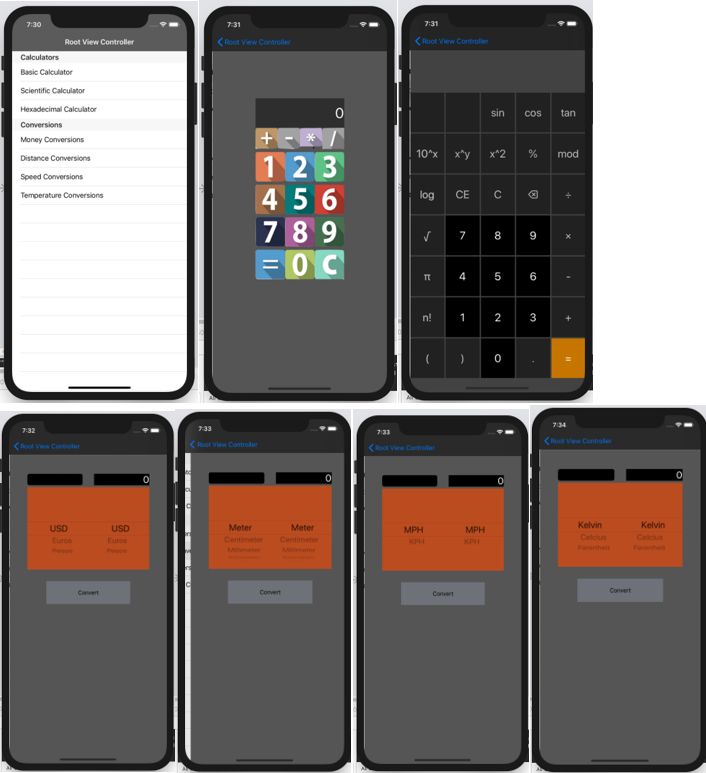 7:30
Root View Controller
Calculators
Basic Calculator
Scientific Calculator
Hexadecimal Calculator
Conversions
Money Conversions
Distance Conversions
Speed Conversions
Temperature Conversions
7:31
Root View Controller
0
+ - * /
1 2 3
4 5 6
7 8 9
= 0 C
7:31
Root View Controller
sin cos tan
10^x x^y x^2 % mod
log CE C ÷
√ 7 8 9 ×
π 4 5 6 -
n! 1 2 3 +
( ) 0 . =
7:32
Root View Controller
0
USD USD
Euros Euros
Pesos Pesos
Convert
7:33
Root View Controller
0
Meter Meter
Centimeter Centimeter
Millimeter Millimeter
Convert
7:33
Root View Controller
0
MPH MPH
KPH KPH
Convert
7:34
Root View Controller
0
Kelvin Kelvin
Celcius Celcius
Convert